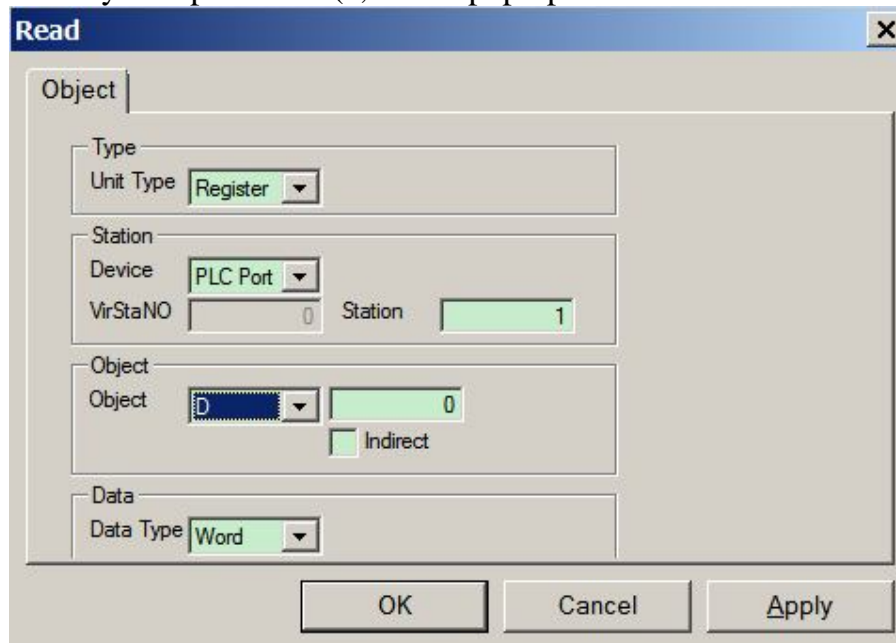 Read
Object
Type
Unit Type Register
Station
Device PLC Port
VirStaNO 0 Station 1
Object
Object D 0
Indirect
Data
Data Type Word
OK Cancel Apply